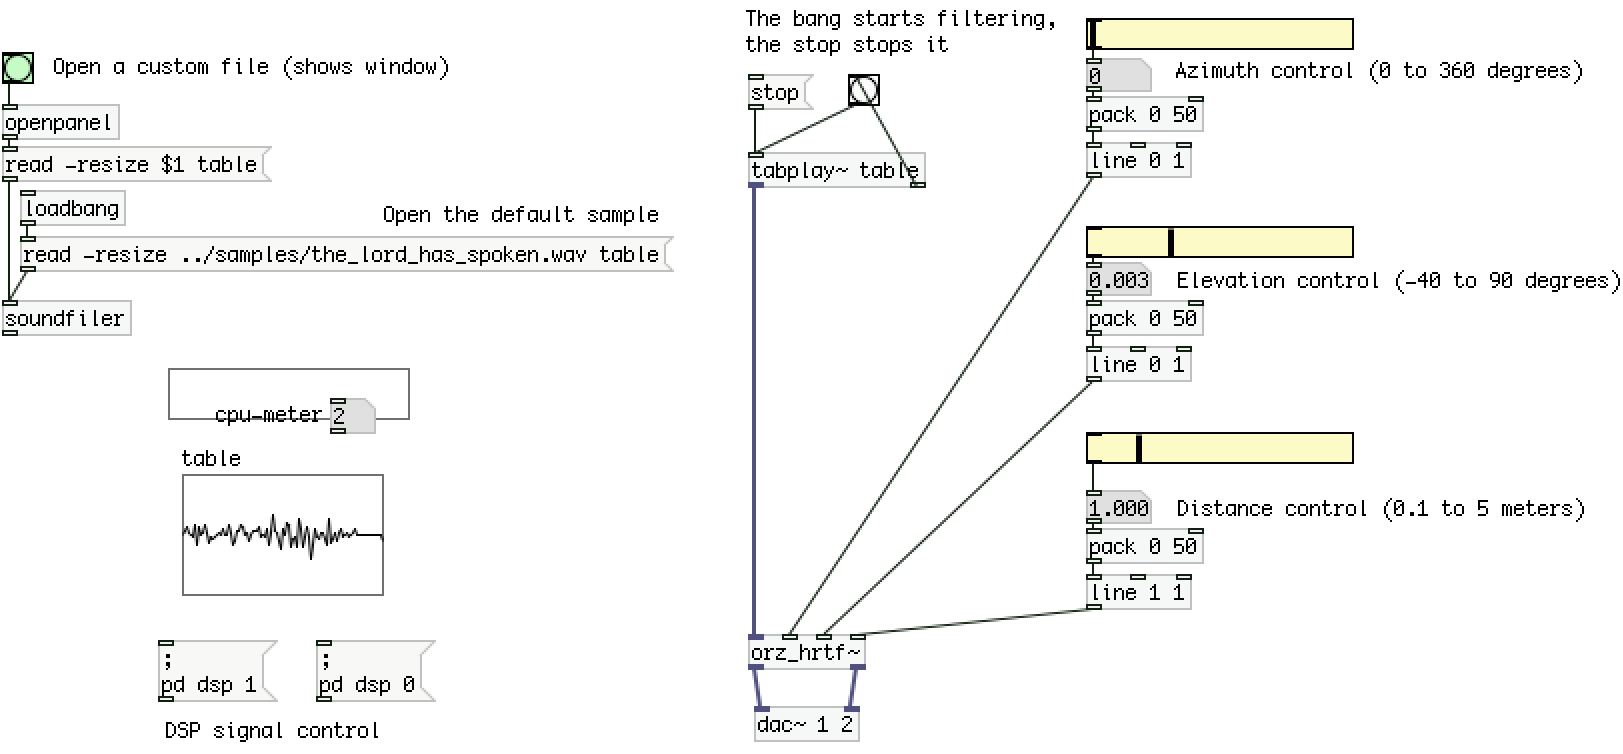 Open a custom file (shows window)
openpanel
read -resize $1 table
loadbang
Open the default sample
read -resize ../samples/the_lord_has_spoken.wav table
soundfiler
cpu-meter 2
table
;
pd dsp 1
;
pd dsp 0
DSP signal control
The bang starts filtering,
the stop stops it
stop
tabplay~ table
orz_hrtf~
dac~ 1 2
0
Azimuth control (0 to 360 degrees)
pack 0 50
line 0 1
0.003
Elevation control (-40 to 90 degrees)
pack 0 50
line 0 1
1.000
Distance control (0.1 to 5 meters)
pack 0 50
line 1 1